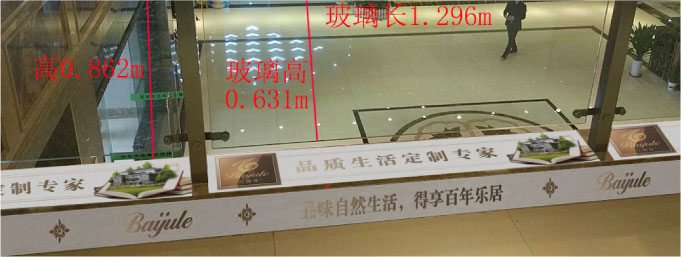 玻璃长1.296m
高0.862m
玻璃高
0.631m
定制专家
Baijule
品质生活定制专家
Baijule
Baijule
品味自然生活，得享百年乐居
Baijule